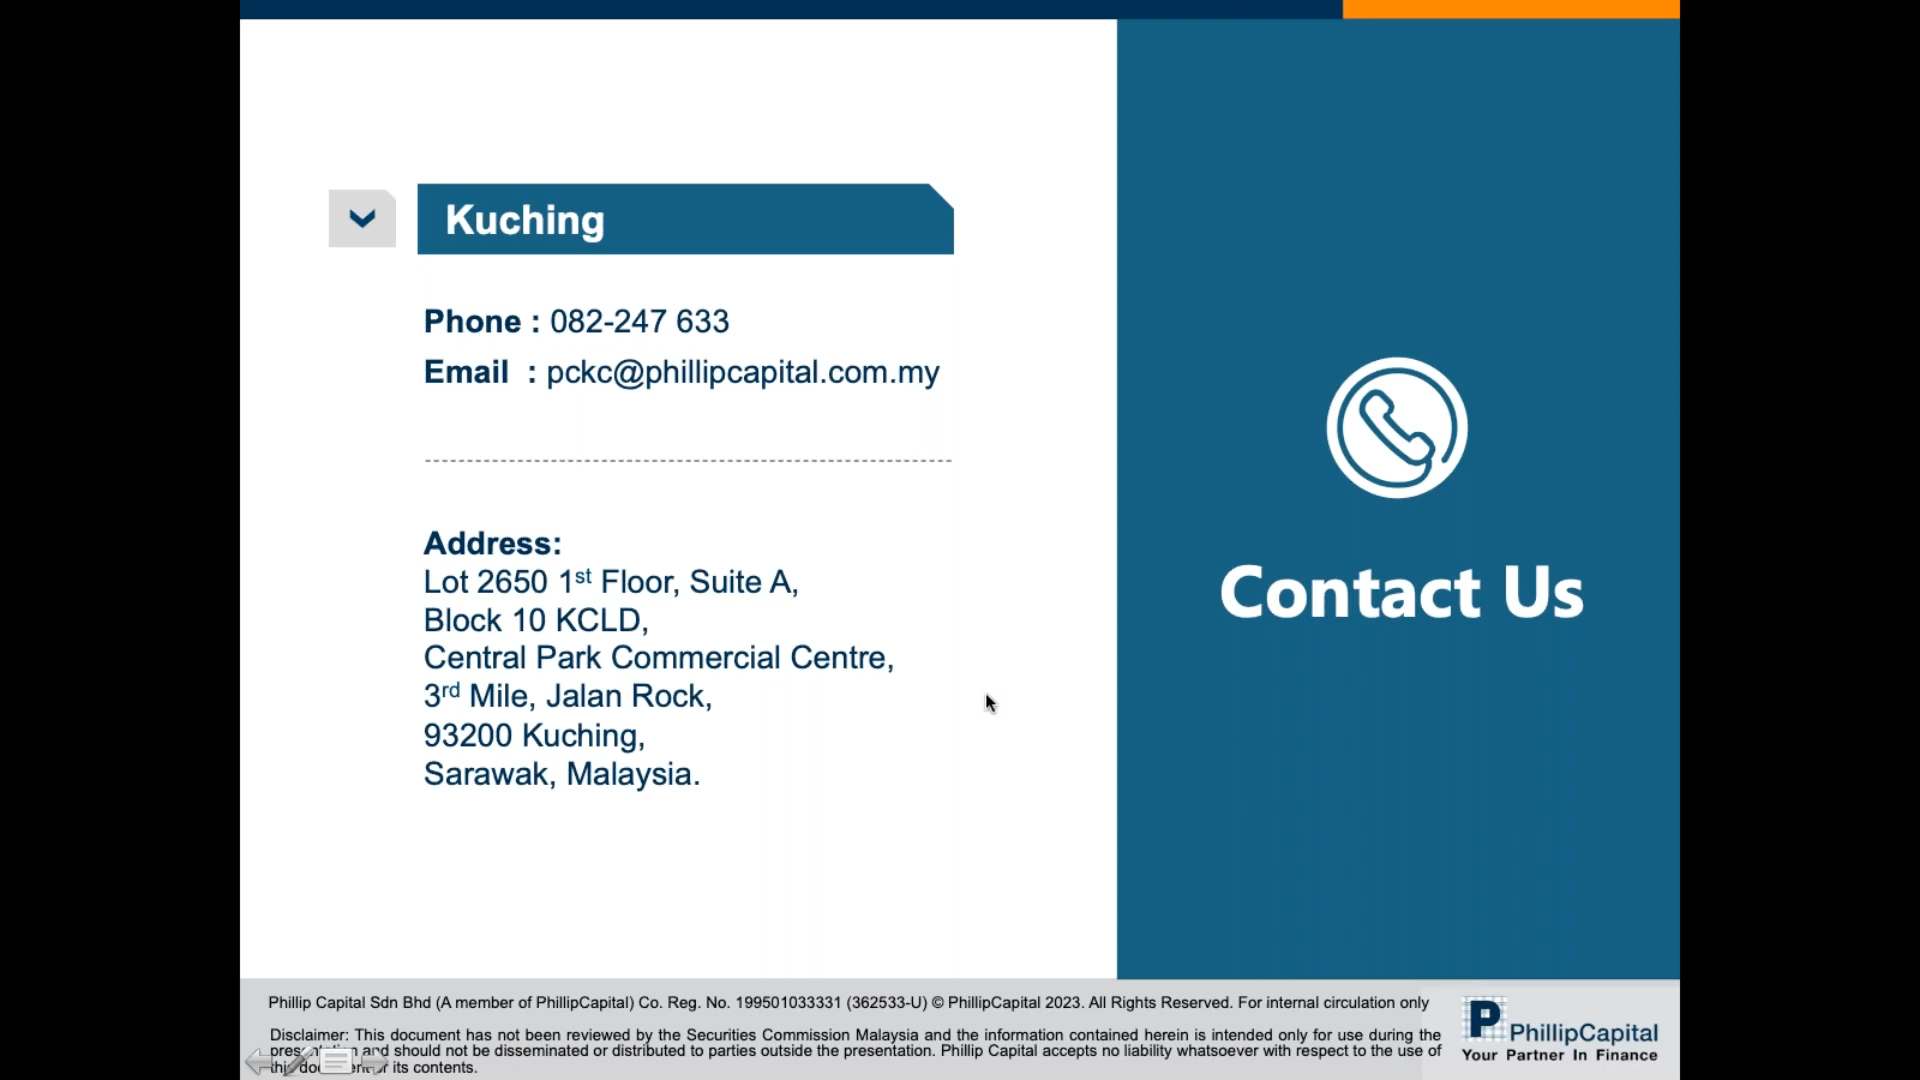 Kuching
Phone : 082-247 633
Email : pckc@phillipcapital.com.my
Address:
Lot 2650 1st Floor, Suite A,
Block 10 KCLD,
Central Park Commercial Centre,
3rd Mile, Jalan Rock,
93200 Kuching,
Sarawak, Malaysia.
Contact Us
Phillip Capital Sdn Bhd (A member of PhillipCapital) Co. Reg. No. 199501033331 (362533-U) © PhillipCapital 2023. All Rights Reserved. For internal circulation only
Disclaimer: This document has not been reviewed by the Securities Commission Malaysia and the information contained herein is intended only for use during the
presentation and should not be disseminated or distributed to parties outside the presentation. Phillip Capital accepts no liability whatsoever with respect to the use of
this document or its contents.
P PhillipCapital
Your Partner In Finance